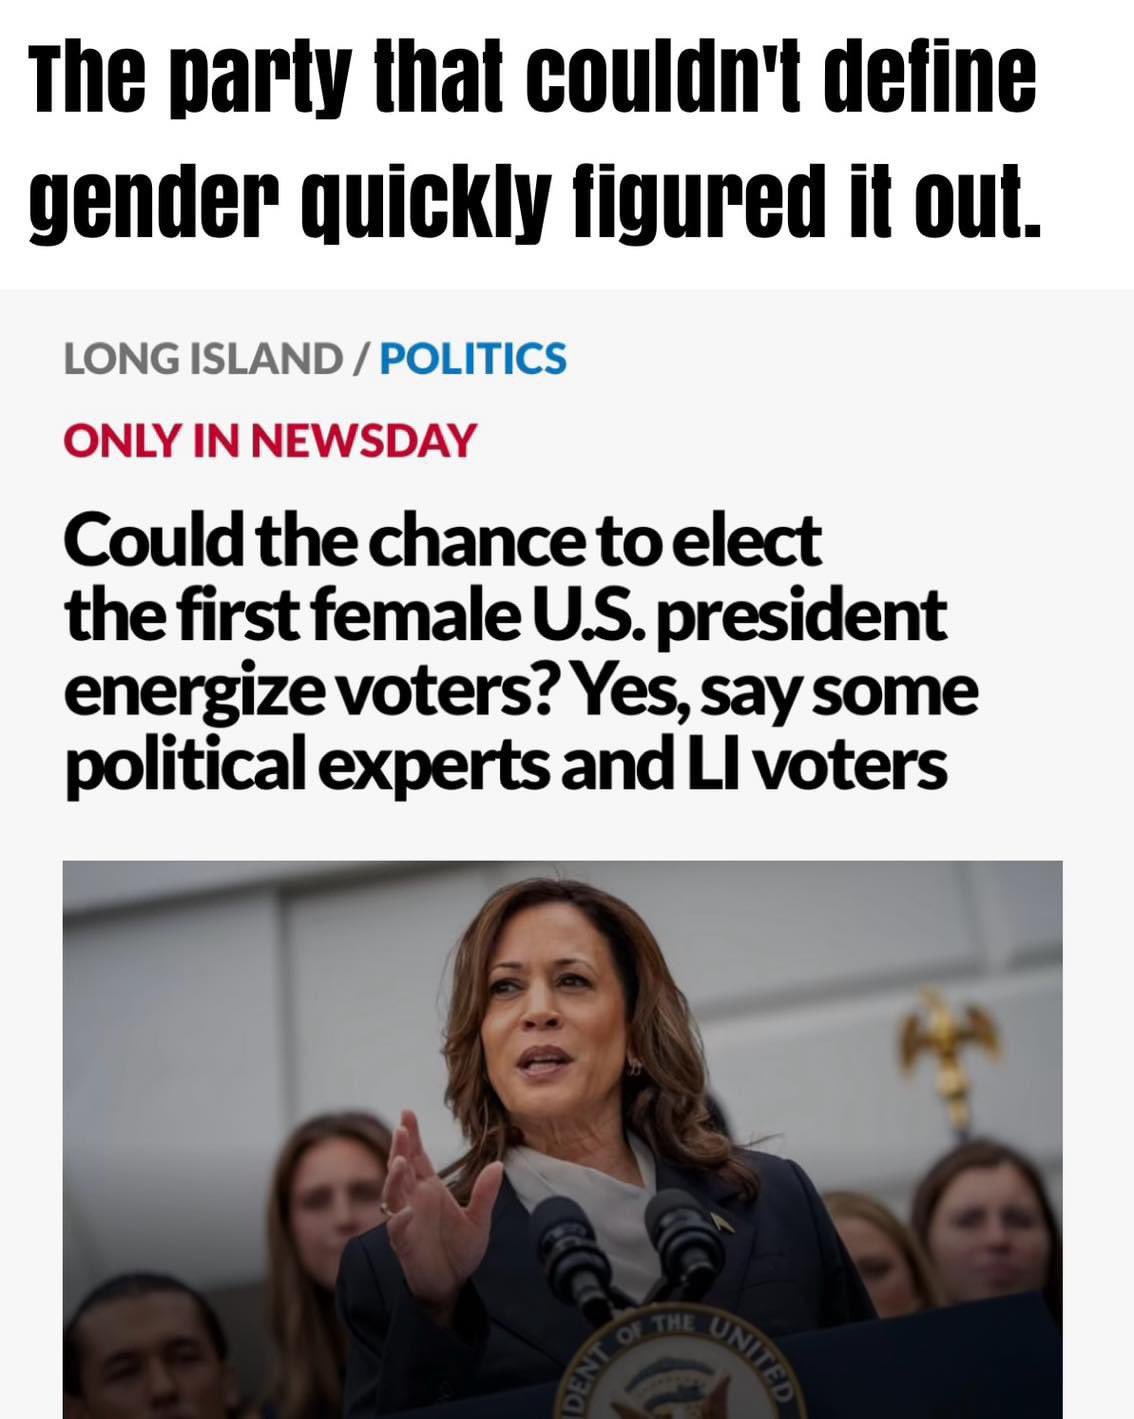 The party that couldn't define
gender quickly figured it out.
LONG ISLAND / POLITICS
ONLY IN NEWSDAY
Could the chance to elect
the first female U.S. president
energize voters? Yes, say some
political experts and LI voters
DENT OF THE UNITED